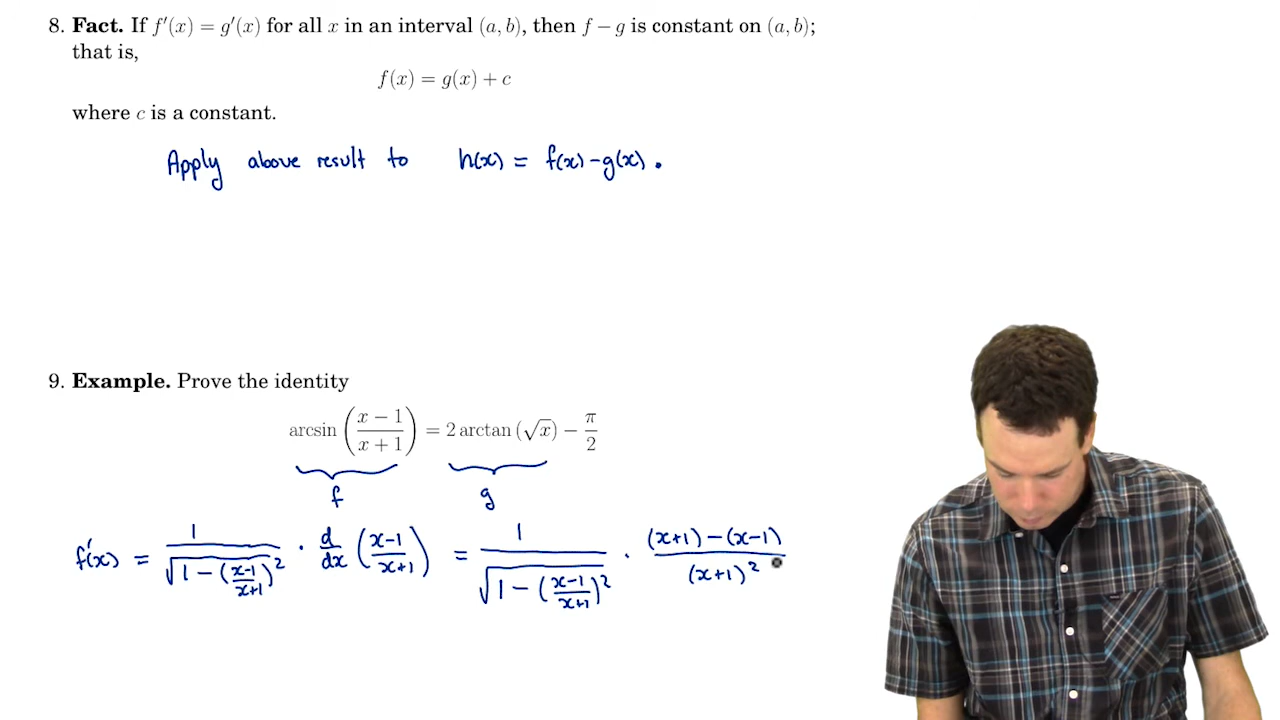 8. Fact. If f′(x) = g′(x) for all x in an interval (a, b), then f − g is constant on (a, b);
that is,
f(x) = g(x) + c
where c is a constant.
Apply above result to h(x) = f(x) - g(x).
9. Example. Prove the identity
arcsin ((x − 1)/(x + 1)) = 2 arctan (√x) − π/2
f g
f′(x) = 1/√(1 - ((x-1)/(x+1))²) · d/dx ((x-1)/(x+1)) = 1/√(1 - ((x-1)/(x+1))²) · ((x+1) - (x-1))/(x+1)²